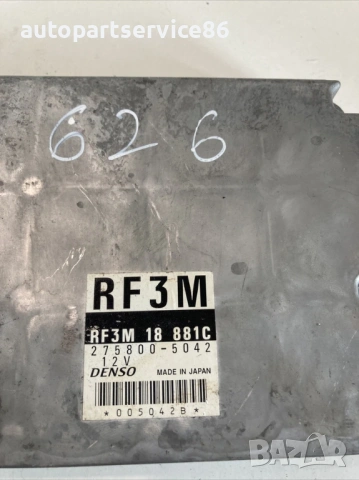 autopartservice86
626
RF3M
RF3M 18 881C
275800-5042
12V
DENSO MADE IN JAPAN
*005042B*
bazar